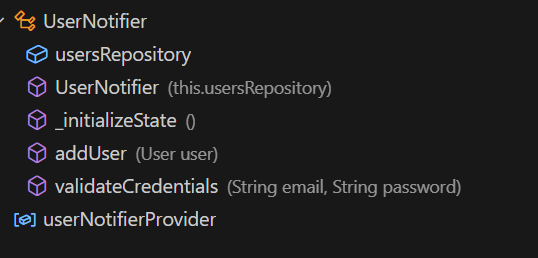 UserNotifier
usersRepository
UserNotifier (this.usersRepository)
_initializeState ()
addUser (User user)
validateCredentials (String email, String password)
userNotifierProvider